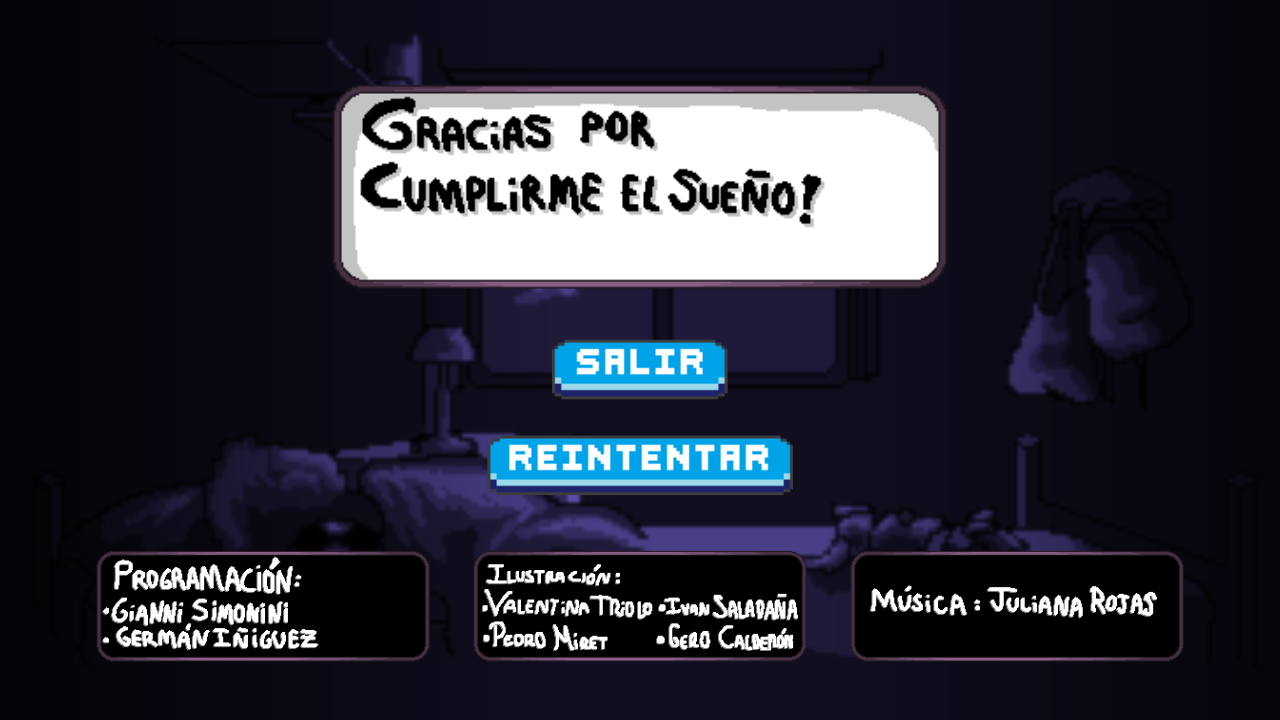 GRACiAS POR
CUMPLiRME EL SUEÑO!
SALIR
REINTENTAR
PROGRAMACIÓN:
·GiANNi SiMONiNi
·GERMÁN IÑIGUEZ
ILUSTRACIÓN:
·VALENTINA TRIOLO ·IVAN SALADAÑA
·PEDRO MIRET ·GERO CALDERÓN
MÚSICA : JULIANA ROJAS